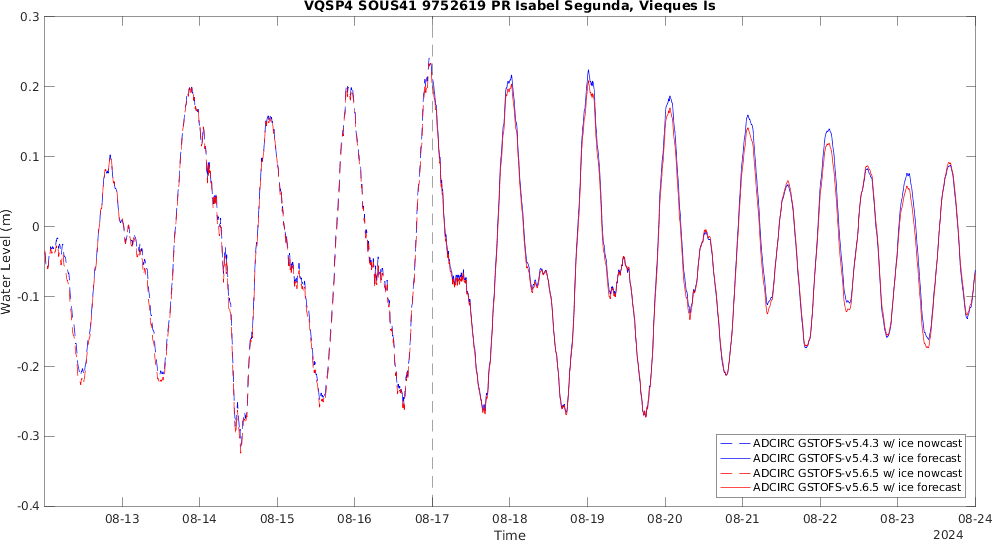 VQSP4 SOUS41 9752619 PR Isabel Segunda, Vieques Is
0.3
0.2
0.1
0
-0.1
-0.2
-0.3
-0.4
Water Level (m)
ADCIRC GSTOFS-v5.4.3 w/ ice nowcast
ADCIRC GSTOFS-v5.4.3 w/ ice forecast
ADCIRC GSTOFS-v5.6.5 w/ ice nowcast
ADCIRC GSTOFS-v5.6.5 w/ ice forecast
08-13 08-14 08-15 08-16 08-17 08-18 08-19 08-20 08-21 08-22 08-23 08-24
Time
2024